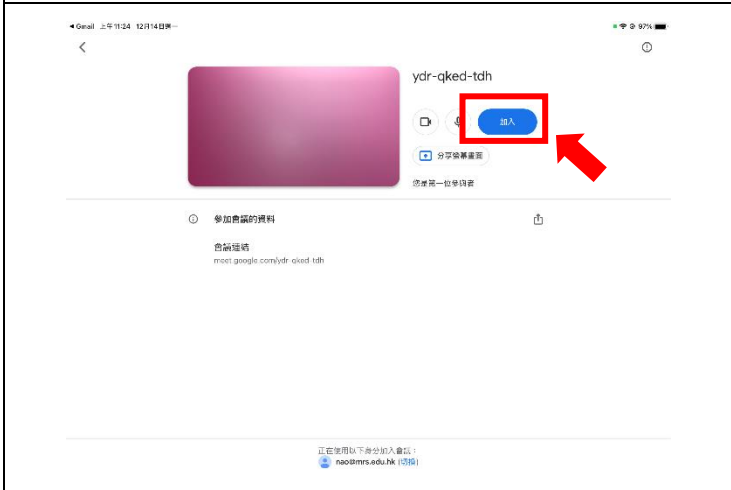 ◀ Gmail 上午11:24 12月14日週一
97%
ydr-qked-tdh
加入
分享螢幕畫面
您是第一位參與者
參加會議的資料
會議連結
meet.google.com/ydr-qked-tdh
正在使用以下身分加入會議：
nao@mrs.edu.hk (切換)